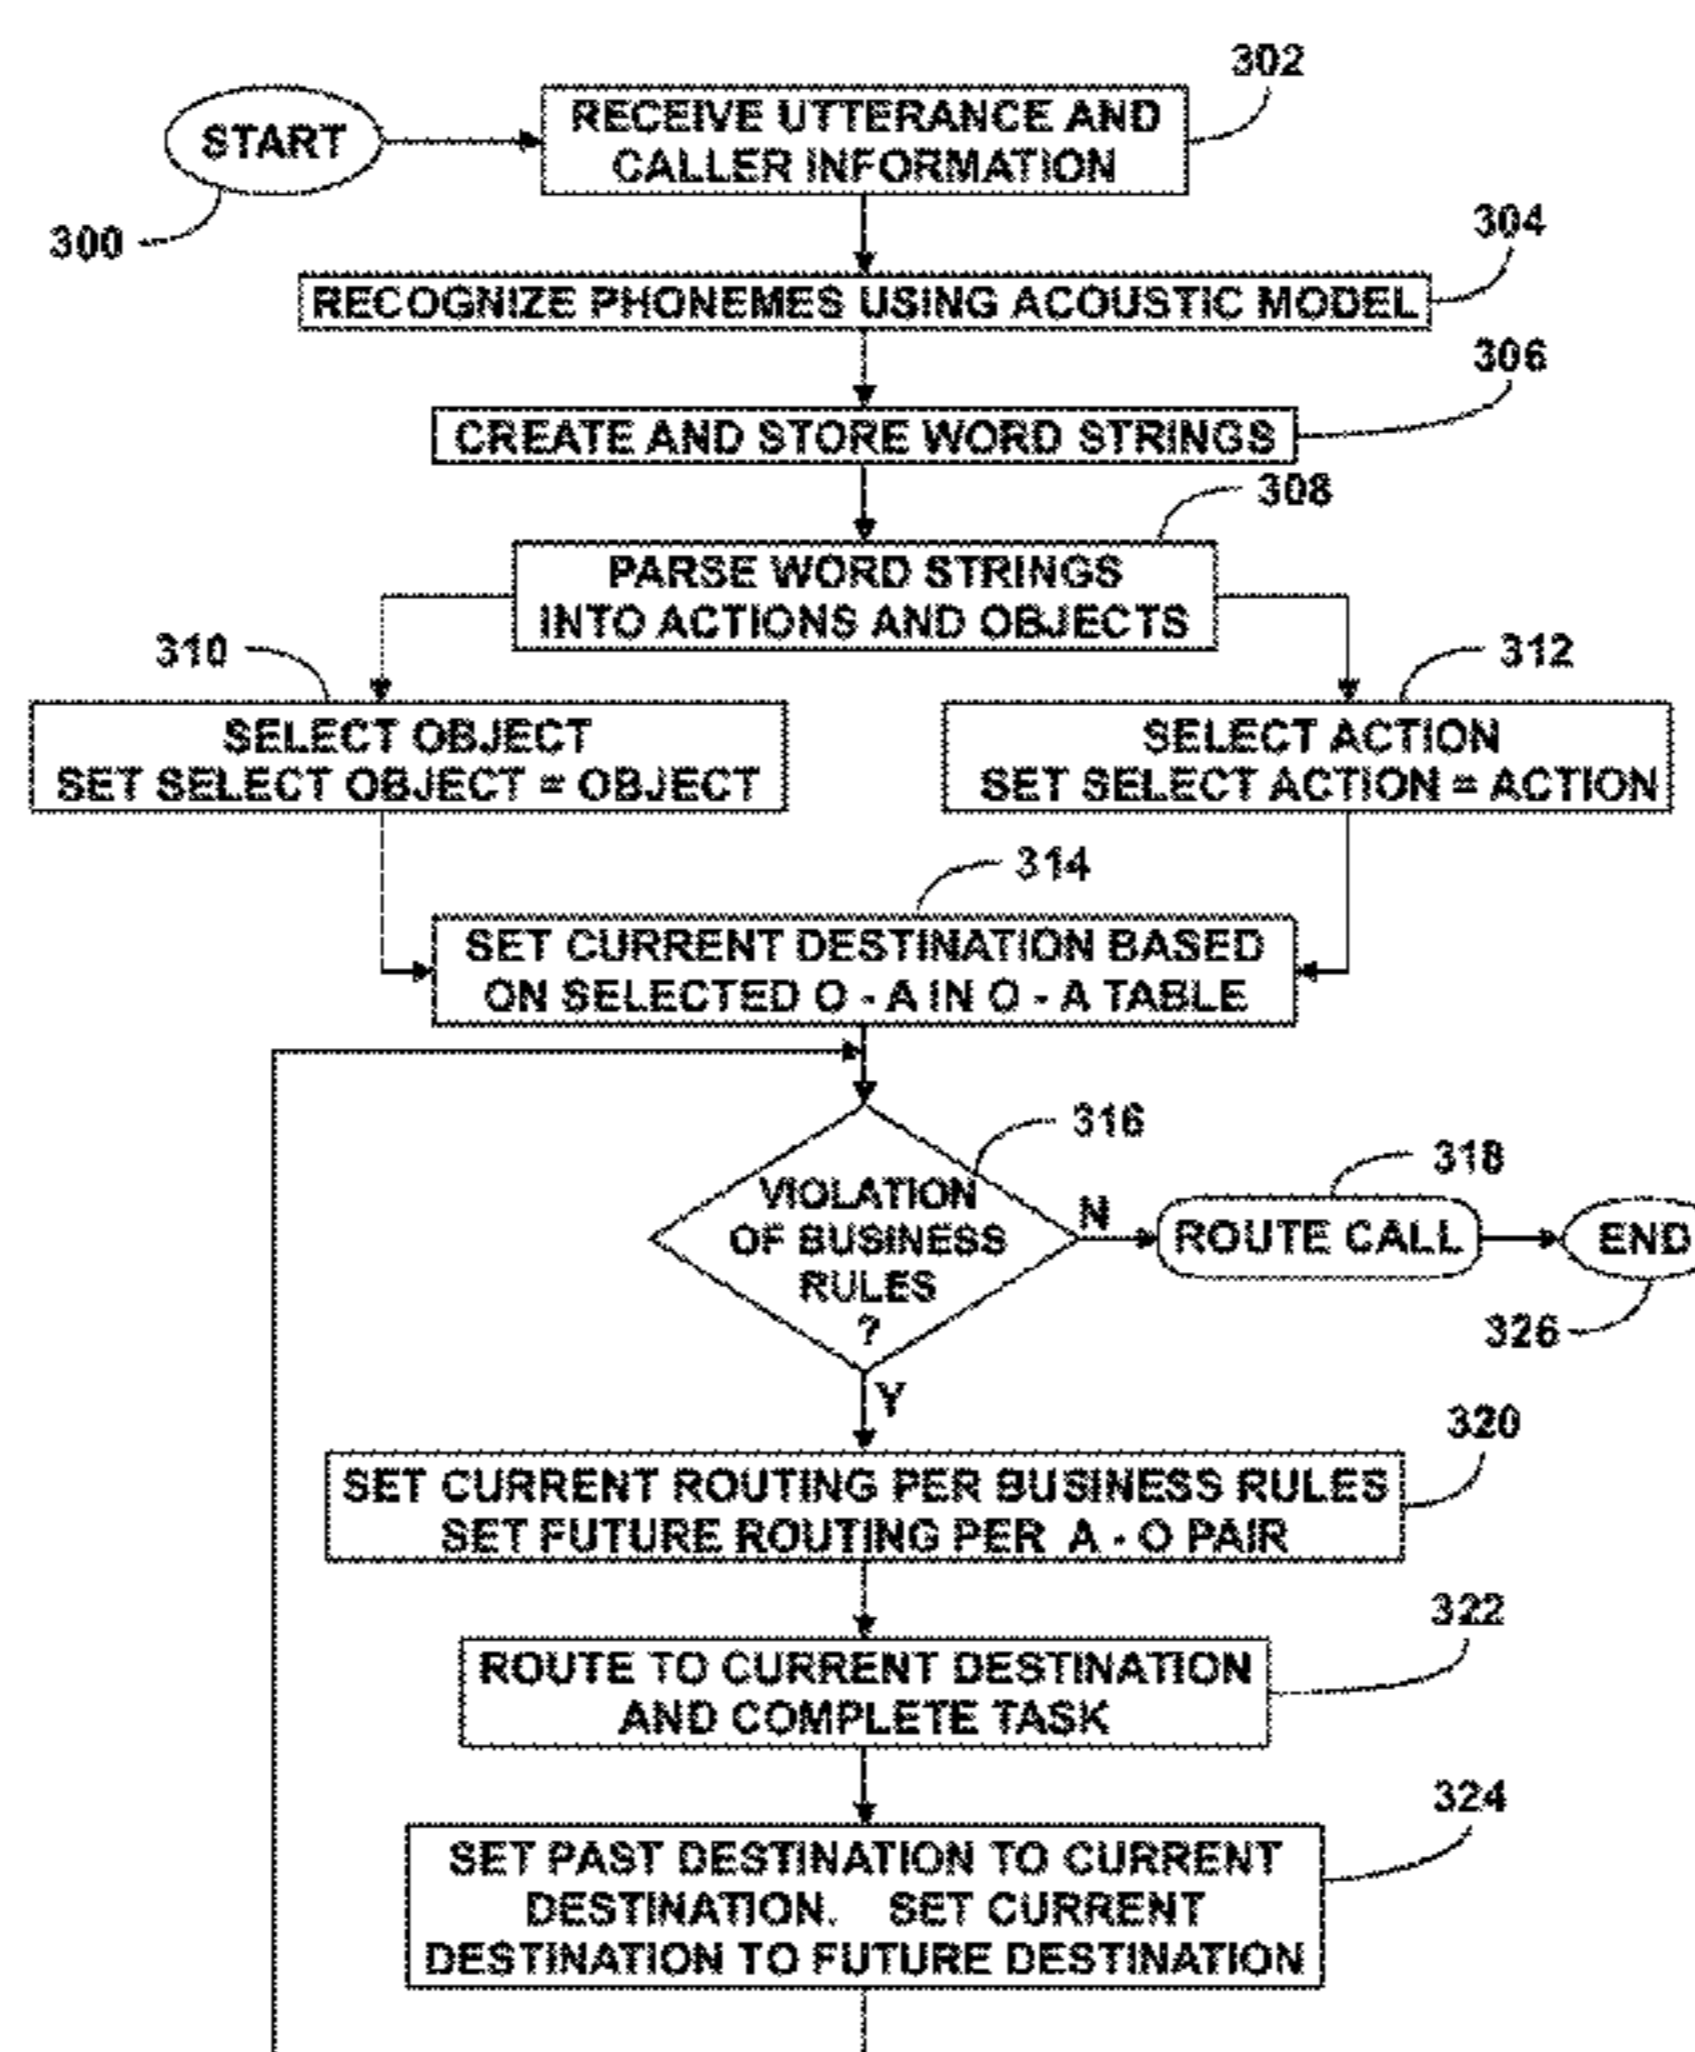 302
START
RECEIVE UTTERANCE AND
CALLER INFORMATION
300
304
RECOGNIZE PHONEMES USING ACOUSTIC MODEL
306
CREATE AND STORE WORD STRINGS
308
PARSE WORD STRINGS
INTO ACTIONS AND OBJECTS
310
312
SELECT OBJECT
SET SELECT OBJECT = OBJECT
SELECT ACTION
SET SELECT ACTION = ACTION
314
SET CURRENT DESTINATION BASED
ON SELECTED O - A IN O - A TABLE
316
318
VIOLATION
OF BUSINESS
RULES
?
N
ROUTE CALL
END
326
Y
320
SET CURRENT ROUTING PER BUSINESS RULES
SET FUTURE ROUTING PER A - O PAIR
322
ROUTE TO CURRENT DESTINATION
AND COMPLETE TASK
324
SET PAST DESTINATION TO CURRENT
DESTINATION. SET CURRENT
DESTINATION TO FUTURE DESTINATION